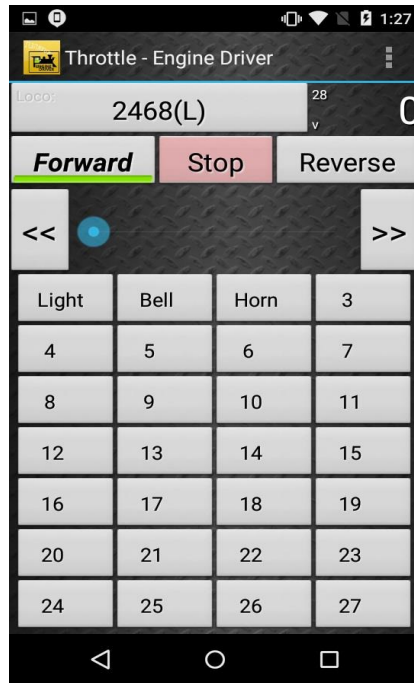 1:27
Throttle - Engine Driver
Loco:
2468(L)
28
v
0
Forward Stop Reverse
<< >>
Light Bell Horn 3
4 5 6 7
8 9 10 11
12 13 14 15
16 17 18 19
20 21 22 23
24 25 26 27